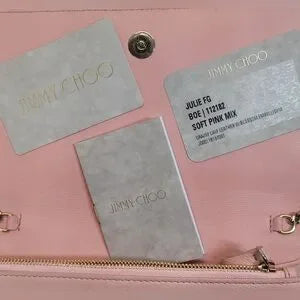 JIMMY CHOO
JIMMY CHOO
JULIE FG
BOE | 112182
SOFT PINK MIX
JIMMY CHOO